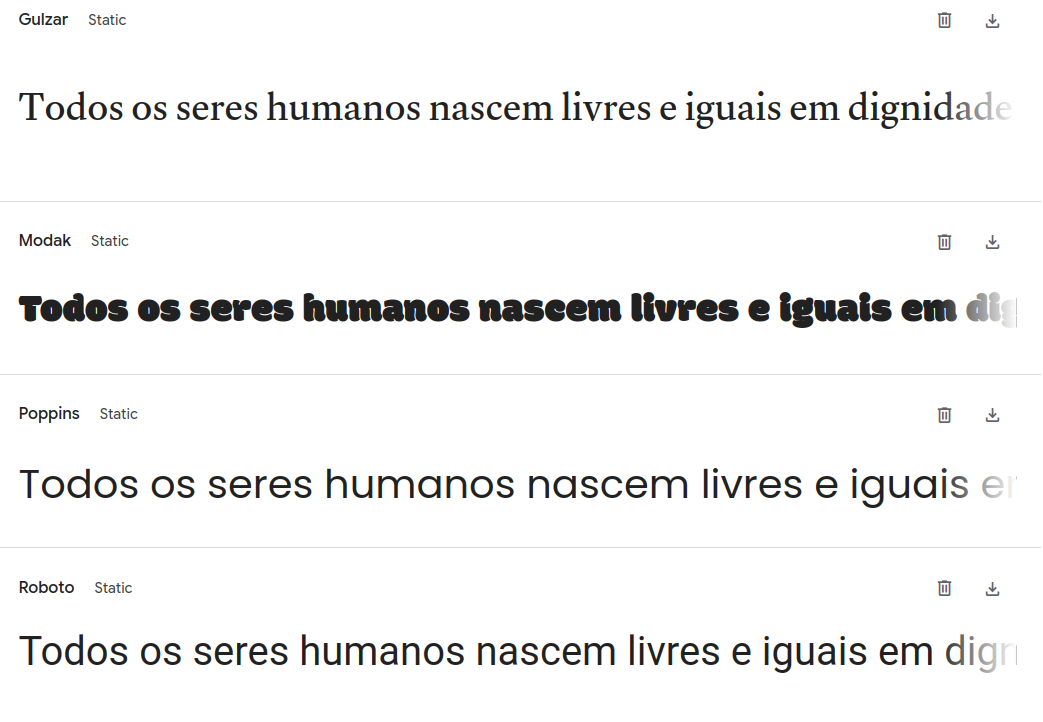 Gulzar Static
Todos os seres humanos nascem livres e iguais em dignidade
Modak Static
Todos os seres humanos nascem livres e iguais em dig
Poppins Static
Todos os seres humanos nascem livres e iguais e
Roboto Static
Todos os seres humanos nascem livres e iguais em dign